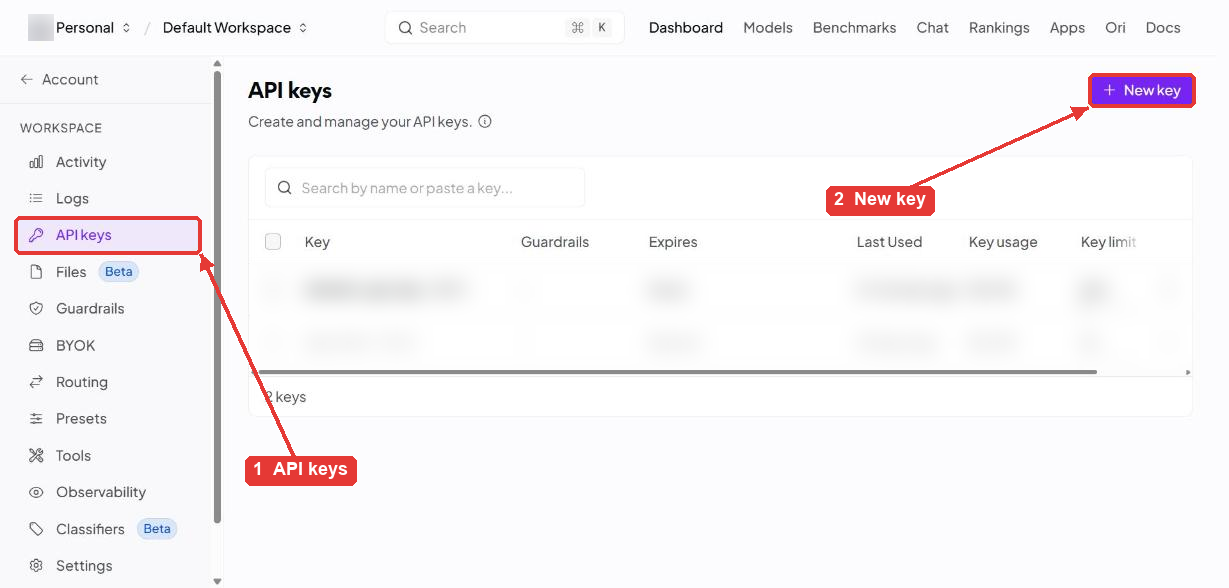 Personal / Default Workspace
Search ⌘ K
Dashboard Models Benchmarks Chat Rankings Apps Ori Docs
Account
WORKSPACE
Activity
Logs
API keys
Files Beta
Guardrails
BYOK
Routing
Presets
Tools
Observability
Classifiers Beta
Settings
API keys
Create and manage your API keys.
+ New key
Search by name or paste a key...
2 New key
Key Guardrails Expires Last Used Key usage Key limit
2 keys
1 API keys